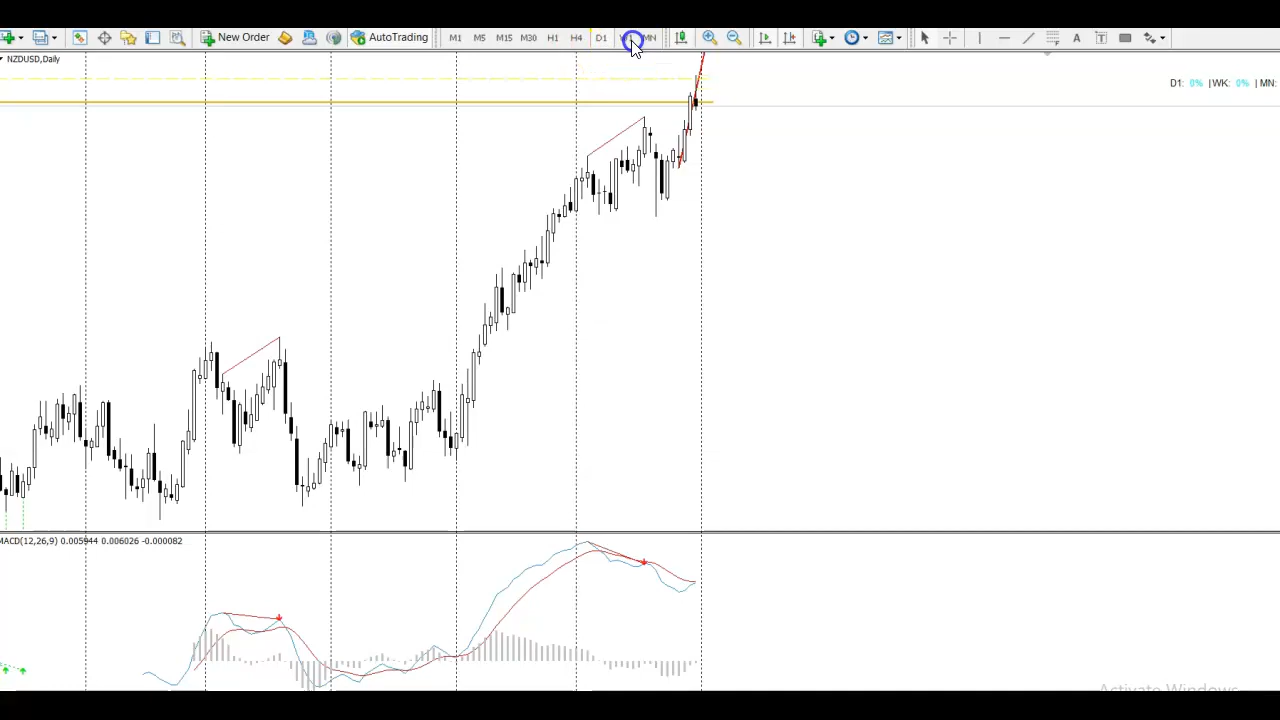 New Order AutoTrading M1 M5 M15 M30 H1 H4 D1 MN A T
NZDUSD,Daily
D1: 0% |WK: 0% | MN:
MACD(12,26,9) 0.005944 0.006026 -0.000082
Activate Windows